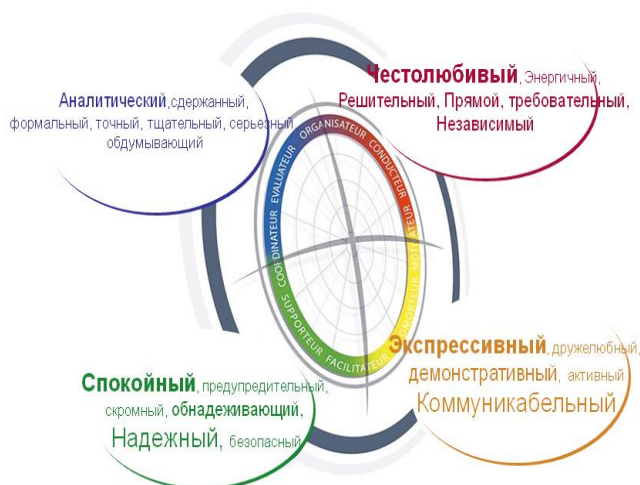 Аналитический, сдержанный,
формальный, точный, тщательный, серьезный
обдумывающий
Честолюбивый, Энергичный,
Решительный, Прямой, требовательный,
Независимый
ORGANISATEUR
CONDUCTEUR
MOTIVATEUR
PROMOTEUR
FACILITATEUR
SUPPORTEUR
COORDINATEUR
EVALUATEUR
Экспрессивный, дружелюбный,
демонстративный, активный
Коммуникабельный
Спокойный, предупредительный,
скромный, обнадеживающий,
Надежный, безопасный